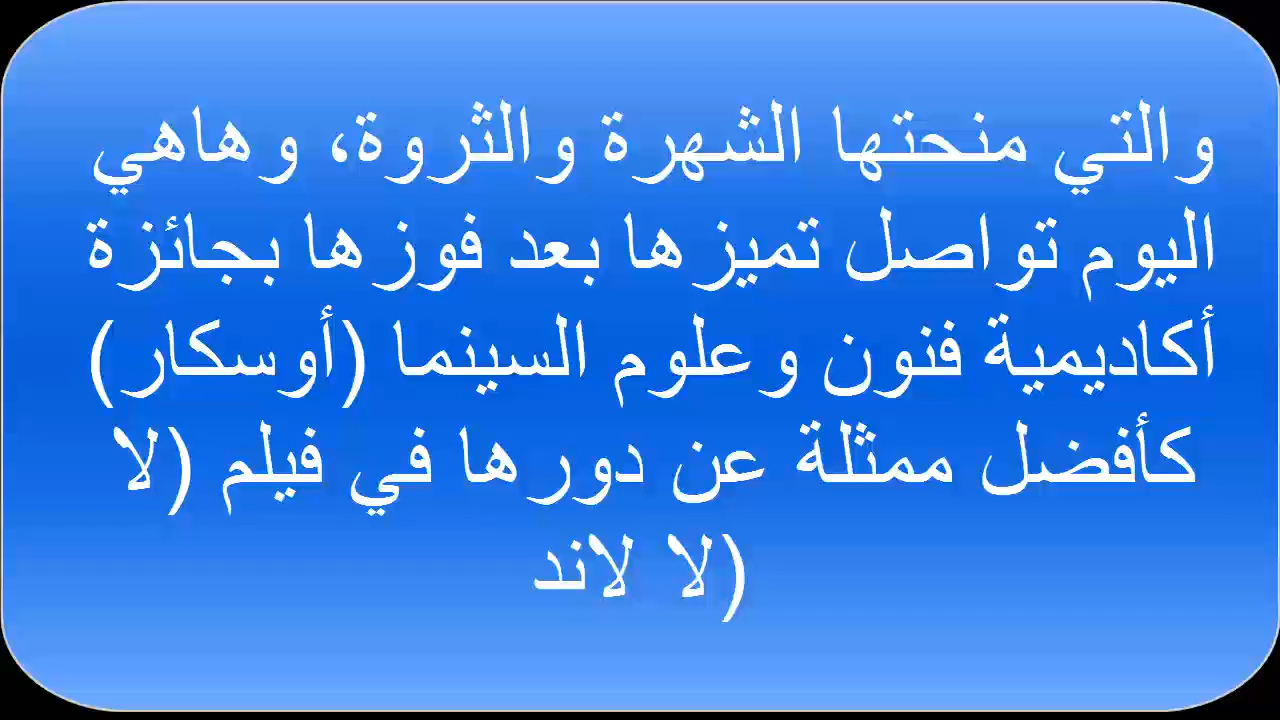 والتي منحتها الشهرة والثروة، وهاهي
اليوم تواصل تميزها بعد فوزها بجائزة
أكاديمية فنون وعلوم السينما (أوسكار)
كأفضل ممثلة عن دورها في فيلم (لا
لا لاند)